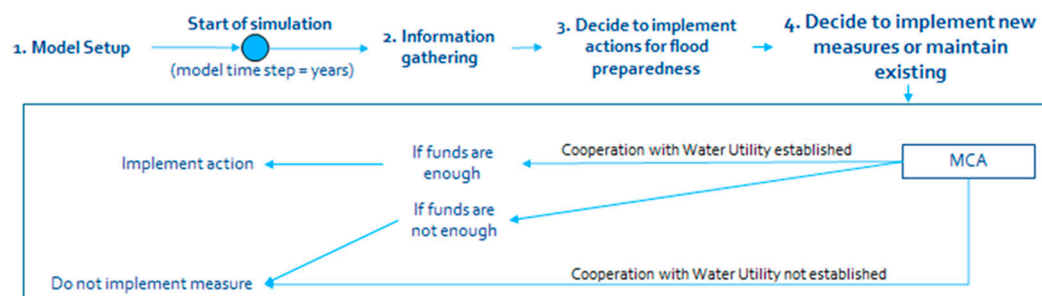 Start of simulation
1. Model Setup
(model time step = years)
2. Information
gathering
3. Decide to implement
actions for flood
preparedness
4. Decide to implement new
measures or maintain
existing
Implement action
If funds are
enough
Cooperation with Water Utility established
MCA
If funds are
not enough
Do not implement measure
Cooperation with Water Utility not established